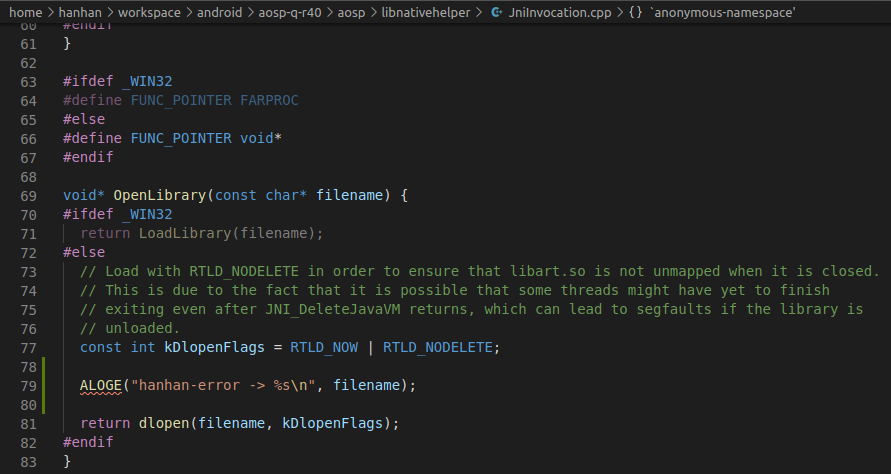 home > hanhan > workspace > android > aosp-q-r40 > aosp > libnativehelper > JniInvocation.cpp > {} `anonymous-namespace'
60 #endif
61 }
62
63 #ifdef _WIN32
64 #define FUNC_POINTER FARPROC
65 #else
66 #define FUNC_POINTER void*
67 #endif
68
69 void* OpenLibrary(const char* filename) {
70 #ifdef _WIN32
71   return LoadLibrary(filename);
72 #else
73   // Load with RTLD_NODELETE in order to ensure that libart.so is not unmapped when it is closed.
74   // This is due to the fact that it is possible that some threads might have yet to finish
75   // exiting even after JNI_DeleteJavaVM returns, which can lead to segfaults if the library is
76   // unloaded.
77   const int kDlopenFlags = RTLD_NOW | RTLD_NODELETE;
78
79   ALOGE("hanhan-error -> %s\n", filename);
80
81   return dlopen(filename, kDlopenFlags);
82 #endif
83 }